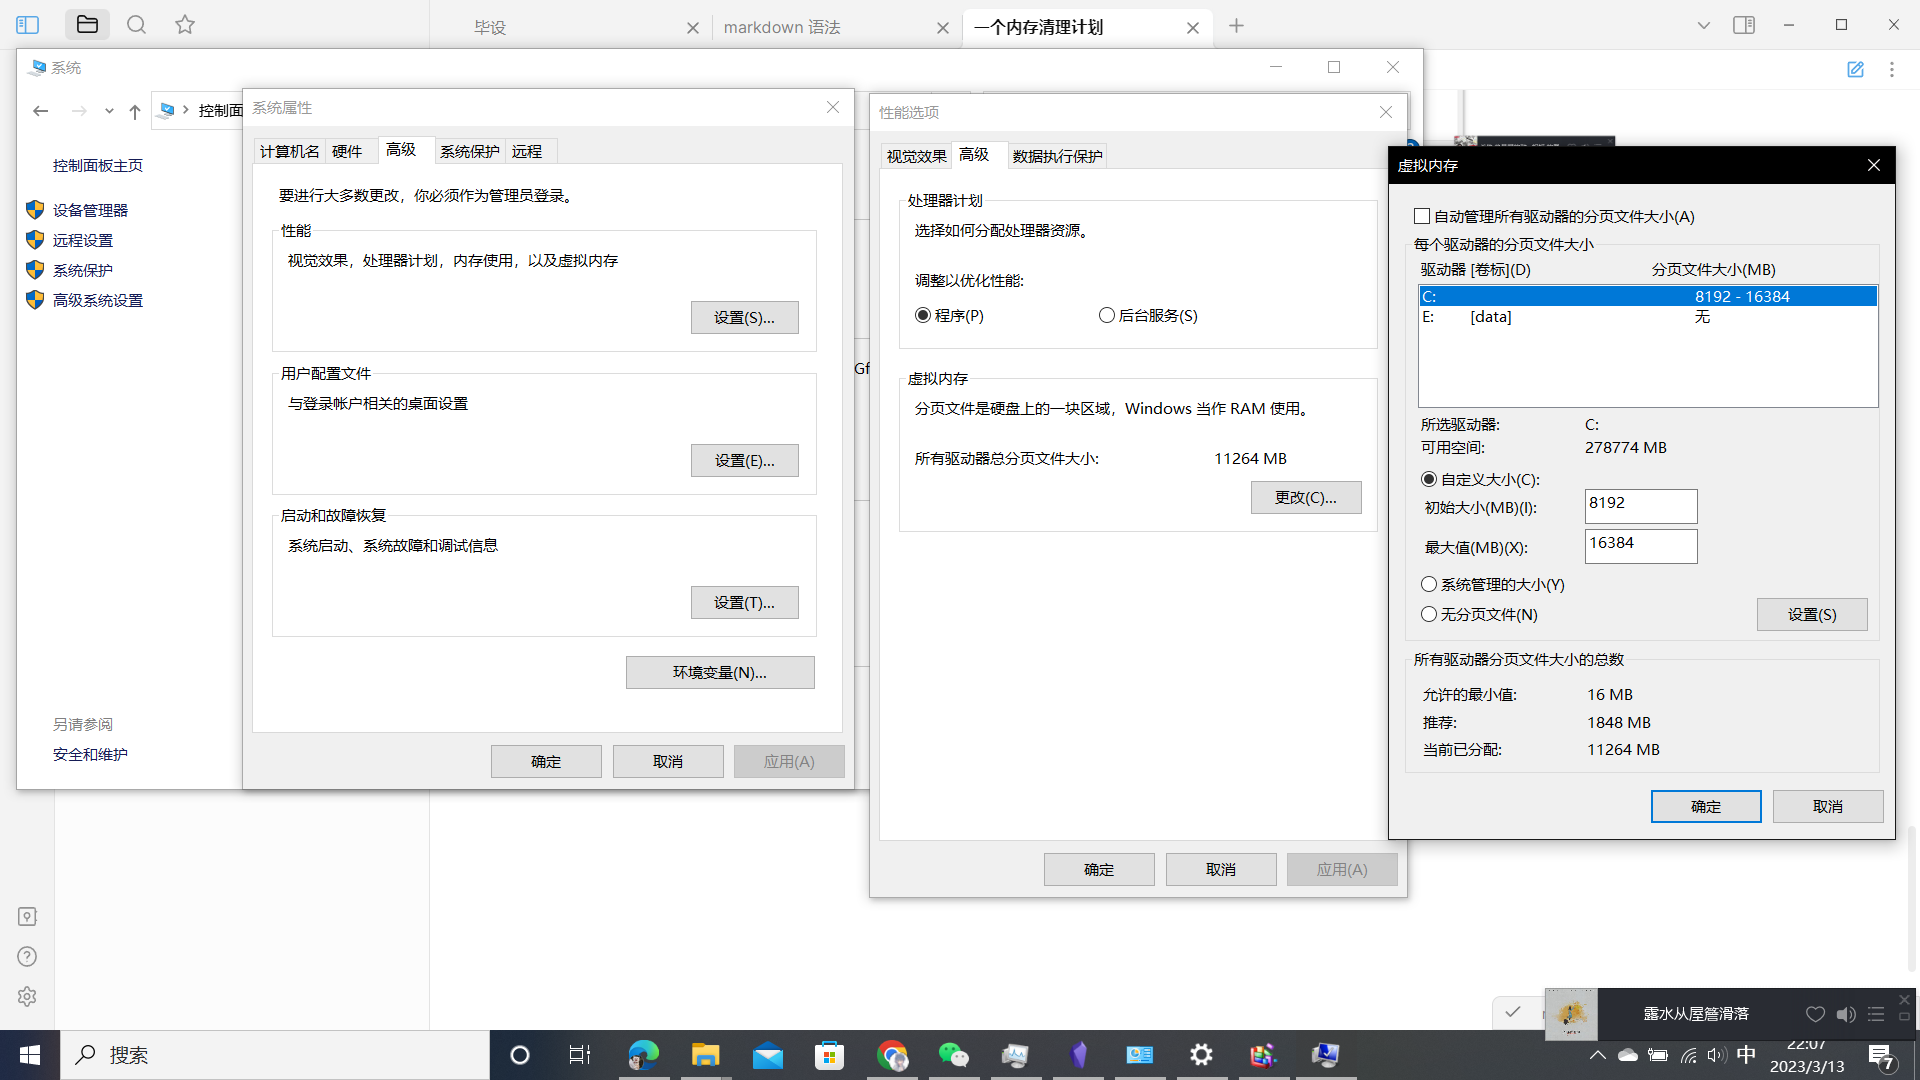 毕设
markdown 语法
一个内存清理计划
系统
控制面
控制面板主页
设备管理器
远程设置
系统保护
高级系统设置
另请参阅
安全和维护
系统属性
计算机名
硬件
高级
系统保护
远程
要进行大多数更改，你必须作为管理员登录。
性能
视觉效果，处理器计划，内存使用，以及虚拟内存
设置(S)...
用户配置文件
与登录帐户相关的桌面设置
设置(E)...
启动和故障恢复
系统启动、系统故障和调试信息
设置(T)...
环境变量(N)...
确定
取消
应用(A)
Gf
性能选项
视觉效果
高级
数据执行保护
处理器计划
选择如何分配处理器资源。
调整以优化性能:
程序(P)
后台服务(S)
虚拟内存
分页文件是硬盘上的一块区域，Windows 当作 RAM 使用。
所有驱动器总分页文件大小:
11264 MB
更改(C)...
确定
取消
应用(A)
虚拟内存
自动管理所有驱动器的分页文件大小(A)
每个驱动器的分页文件大小
驱动器 [卷标](D)
分页文件大小(MB)
C:
8192 - 16384
E:
[data]
无
所选驱动器:
C:
可用空间:
278774 MB
自定义大小(C):
初始大小(MB)(I):
8192
最大值(MB)(X):
16384
系统管理的大小(Y)
无分页文件(N)
设置(S)
所有驱动器分页文件大小的总数
允许的最小值:
16 MB
推荐:
1848 MB
当前已分配:
11264 MB
确定
取消
露水从屋簷滑落
搜索
中
22:07
2023/3/13
7